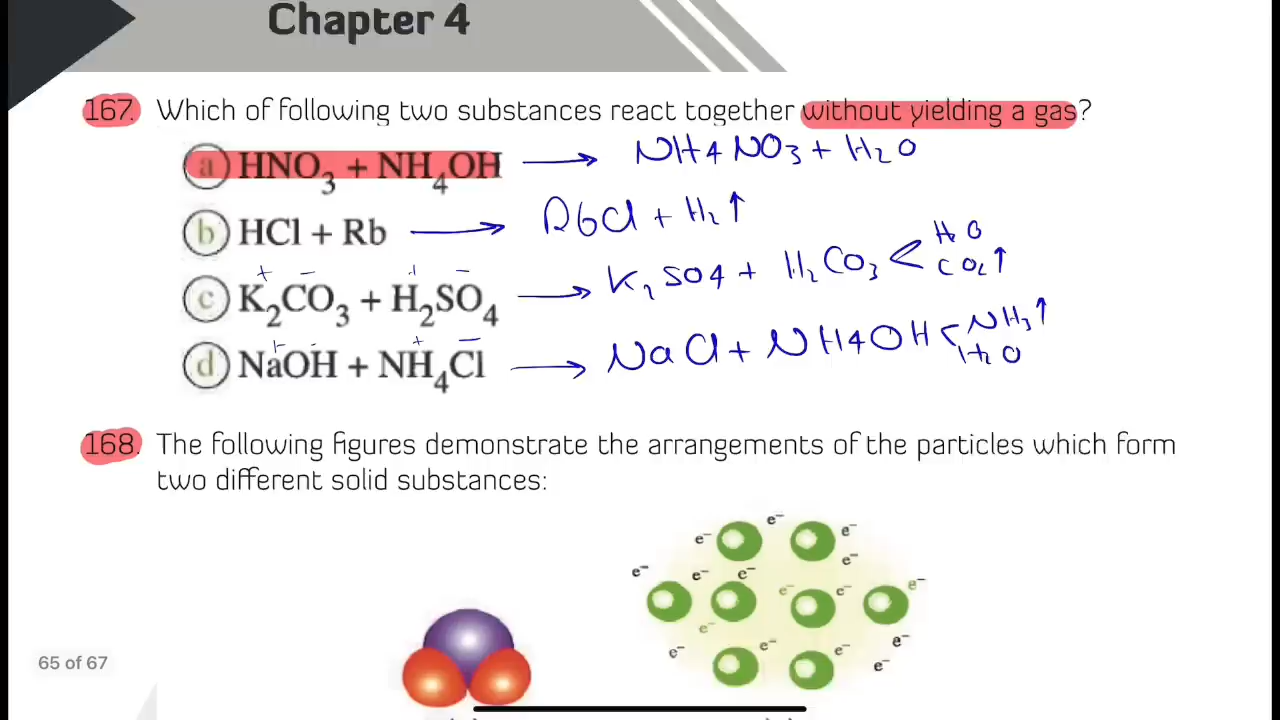 Chapter 4
167. Which of following two substances react together without yielding a gas?
a HNO3 + NH4OH → NH4NO3 + H2O
b HCl + Rb → RbCl + H2↑
c K2CO3 + H2SO4 → K2SO4 + H2CO3 < H2O CO2↑
+ − + −
d NaOH + NH4Cl → NaCl + NH4OH < NH3↑ H2O
+ − + −
168. The following figures demonstrate the arrangements of the particles which form
two different solid substances:
e− e− e− e−
e− e− e− e− e− e−
e− e− e− e− e− e−
65 of 67